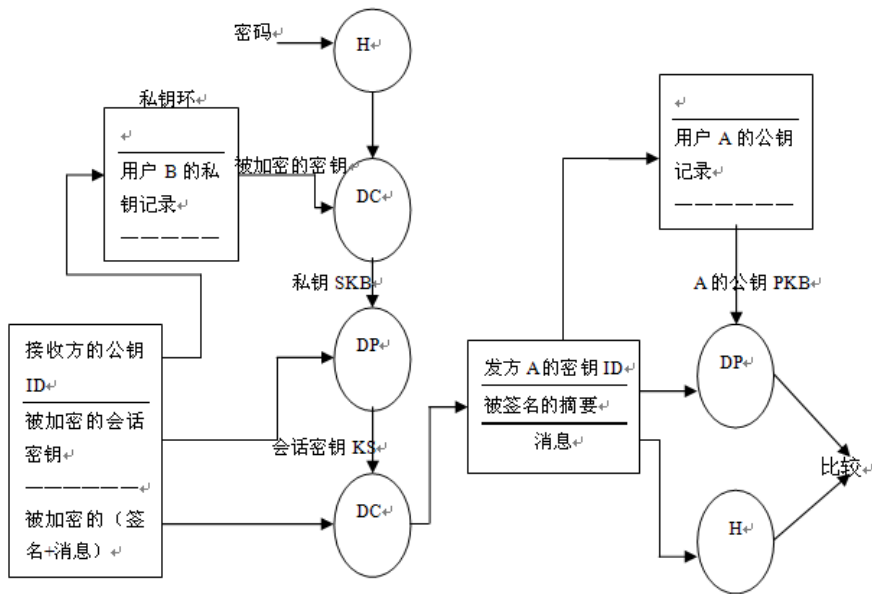 密码↵
H↵
私钥环↵
↵
用户 B 的私
钥记录↵
—————
被加密的密钥↵
DC↵
私钥 SKB↵
DP↵
会话密钥 KS↵
DC↵
接收方的公钥
ID↵
被加密的会话
密钥↵
——————↵
被加密的（签
名+消息）↵
发方 A的密钥 ID↵
被签名的摘要↵
消息↵
↵
用户 A 的公钥
记录↵
——————↵
A 的公钥 PKB↵
DP↵
H↵
比较↵